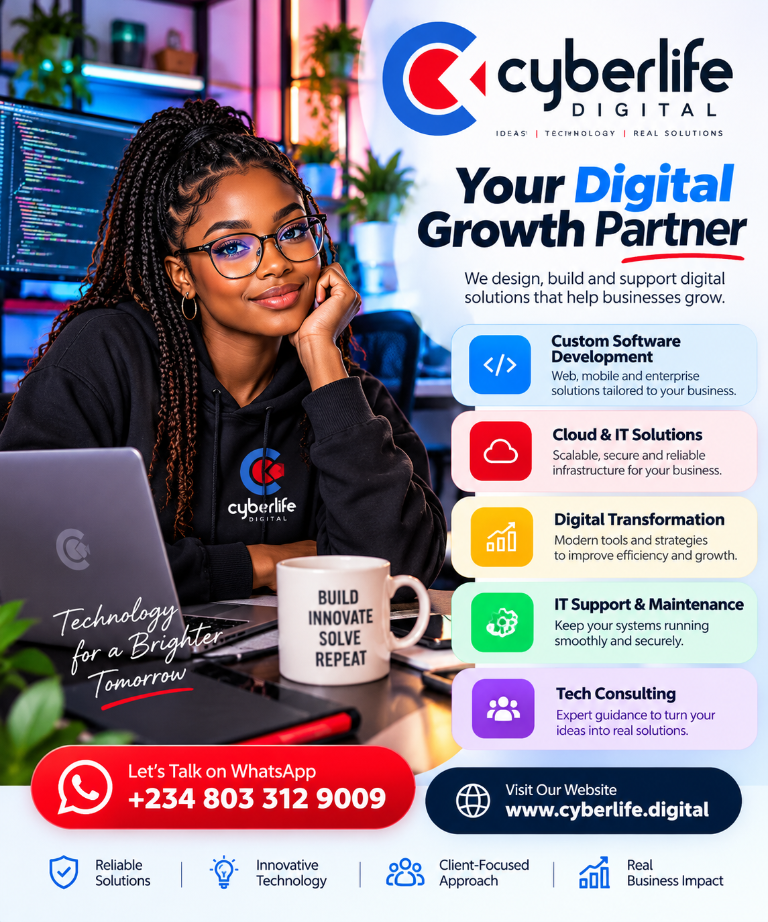 cyberlife
DIGITAL
IDEAS | TECHNOLOGY | REAL SOLUTIONS
Your Digital
Growth Partner
We design, build and support digital
solutions that help businesses grow.
</>
Custom Software
Development
Web, mobile and enterprise
solutions tailored to your business.
Cloud & IT Solutions
Scalable, secure and reliable
infrastructure for your business.
Digital Transformation
Modern tools and strategies
to improve efficiency and growth.
IT Support & Maintenance
Keep your systems running
smoothly and securely.
Tech Consulting
Expert guidance to turn your
ideas into real solutions.
cyberlife
DIGITAL
BUILD
INNOVATE
SOLVE
REPEAT
Technology
for a Brighter
Tomorrow
Let's Talk on WhatsApp
+234 803 312 9009
Visit Our Website
www.cyberlife.digital
Reliable
Solutions
Innovative
Technology
Client-Focused
Approach
Real
Business Impact